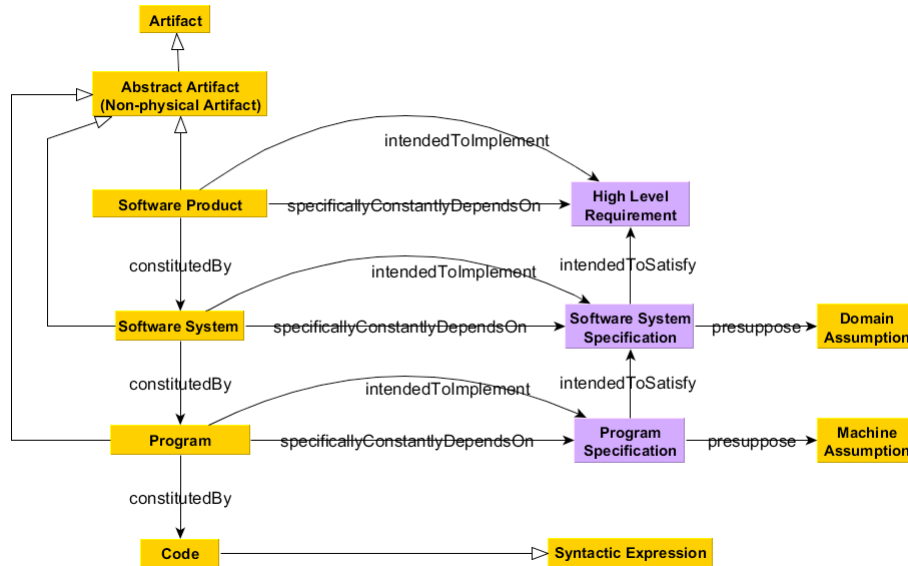 Artifact
Abstract Artifact
(Non-physical Artifact)
intendedToImplement
Software Product
specificallyConstantlyDependsOn
High Level
Requirement
constitutedBy
intendedToImplement
intendedToSatisfy
Software System
specificallyConstantlyDependsOn
Software System
Specification
presuppose
Domain
Assumption
constitutedBy
intendedToImplement
intendedToSatisfy
Program
specificallyConstantlyDependsOn
Program
Specification
presuppose
Machine
Assumption
constitutedBy
Code
Syntactic Expression